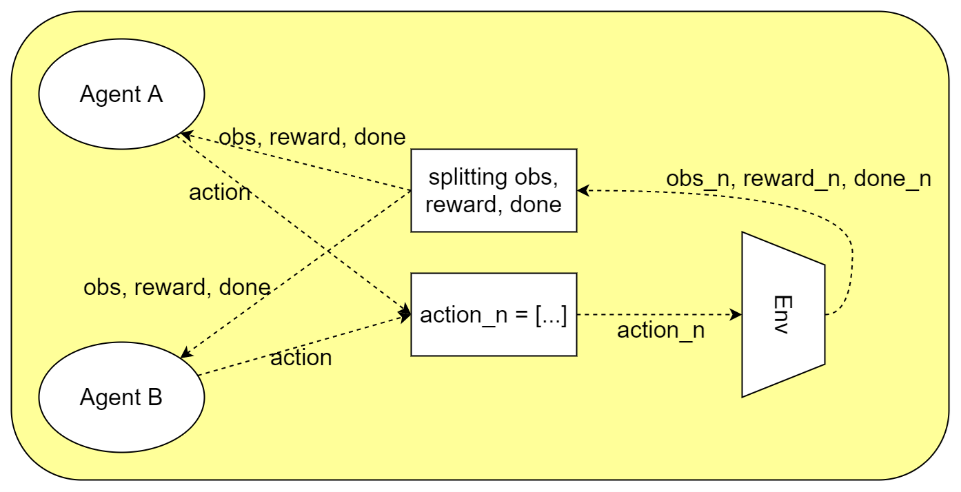 Agent A
obs, reward, done
action
splitting obs,
reward, done
obs_n, reward_n, done_n
obs, reward, done
action_n = [...]
action_n
Env
action
Agent B